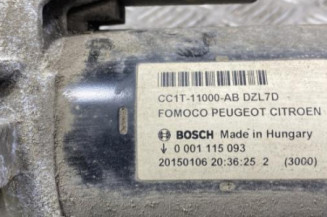 CC1T-11000-AB DZL7D
FOMOCO PEUGEOT CITROEN
BOSCH Made in Hungary
0 001 115 093
20150106 20:36:25 2 (3000)